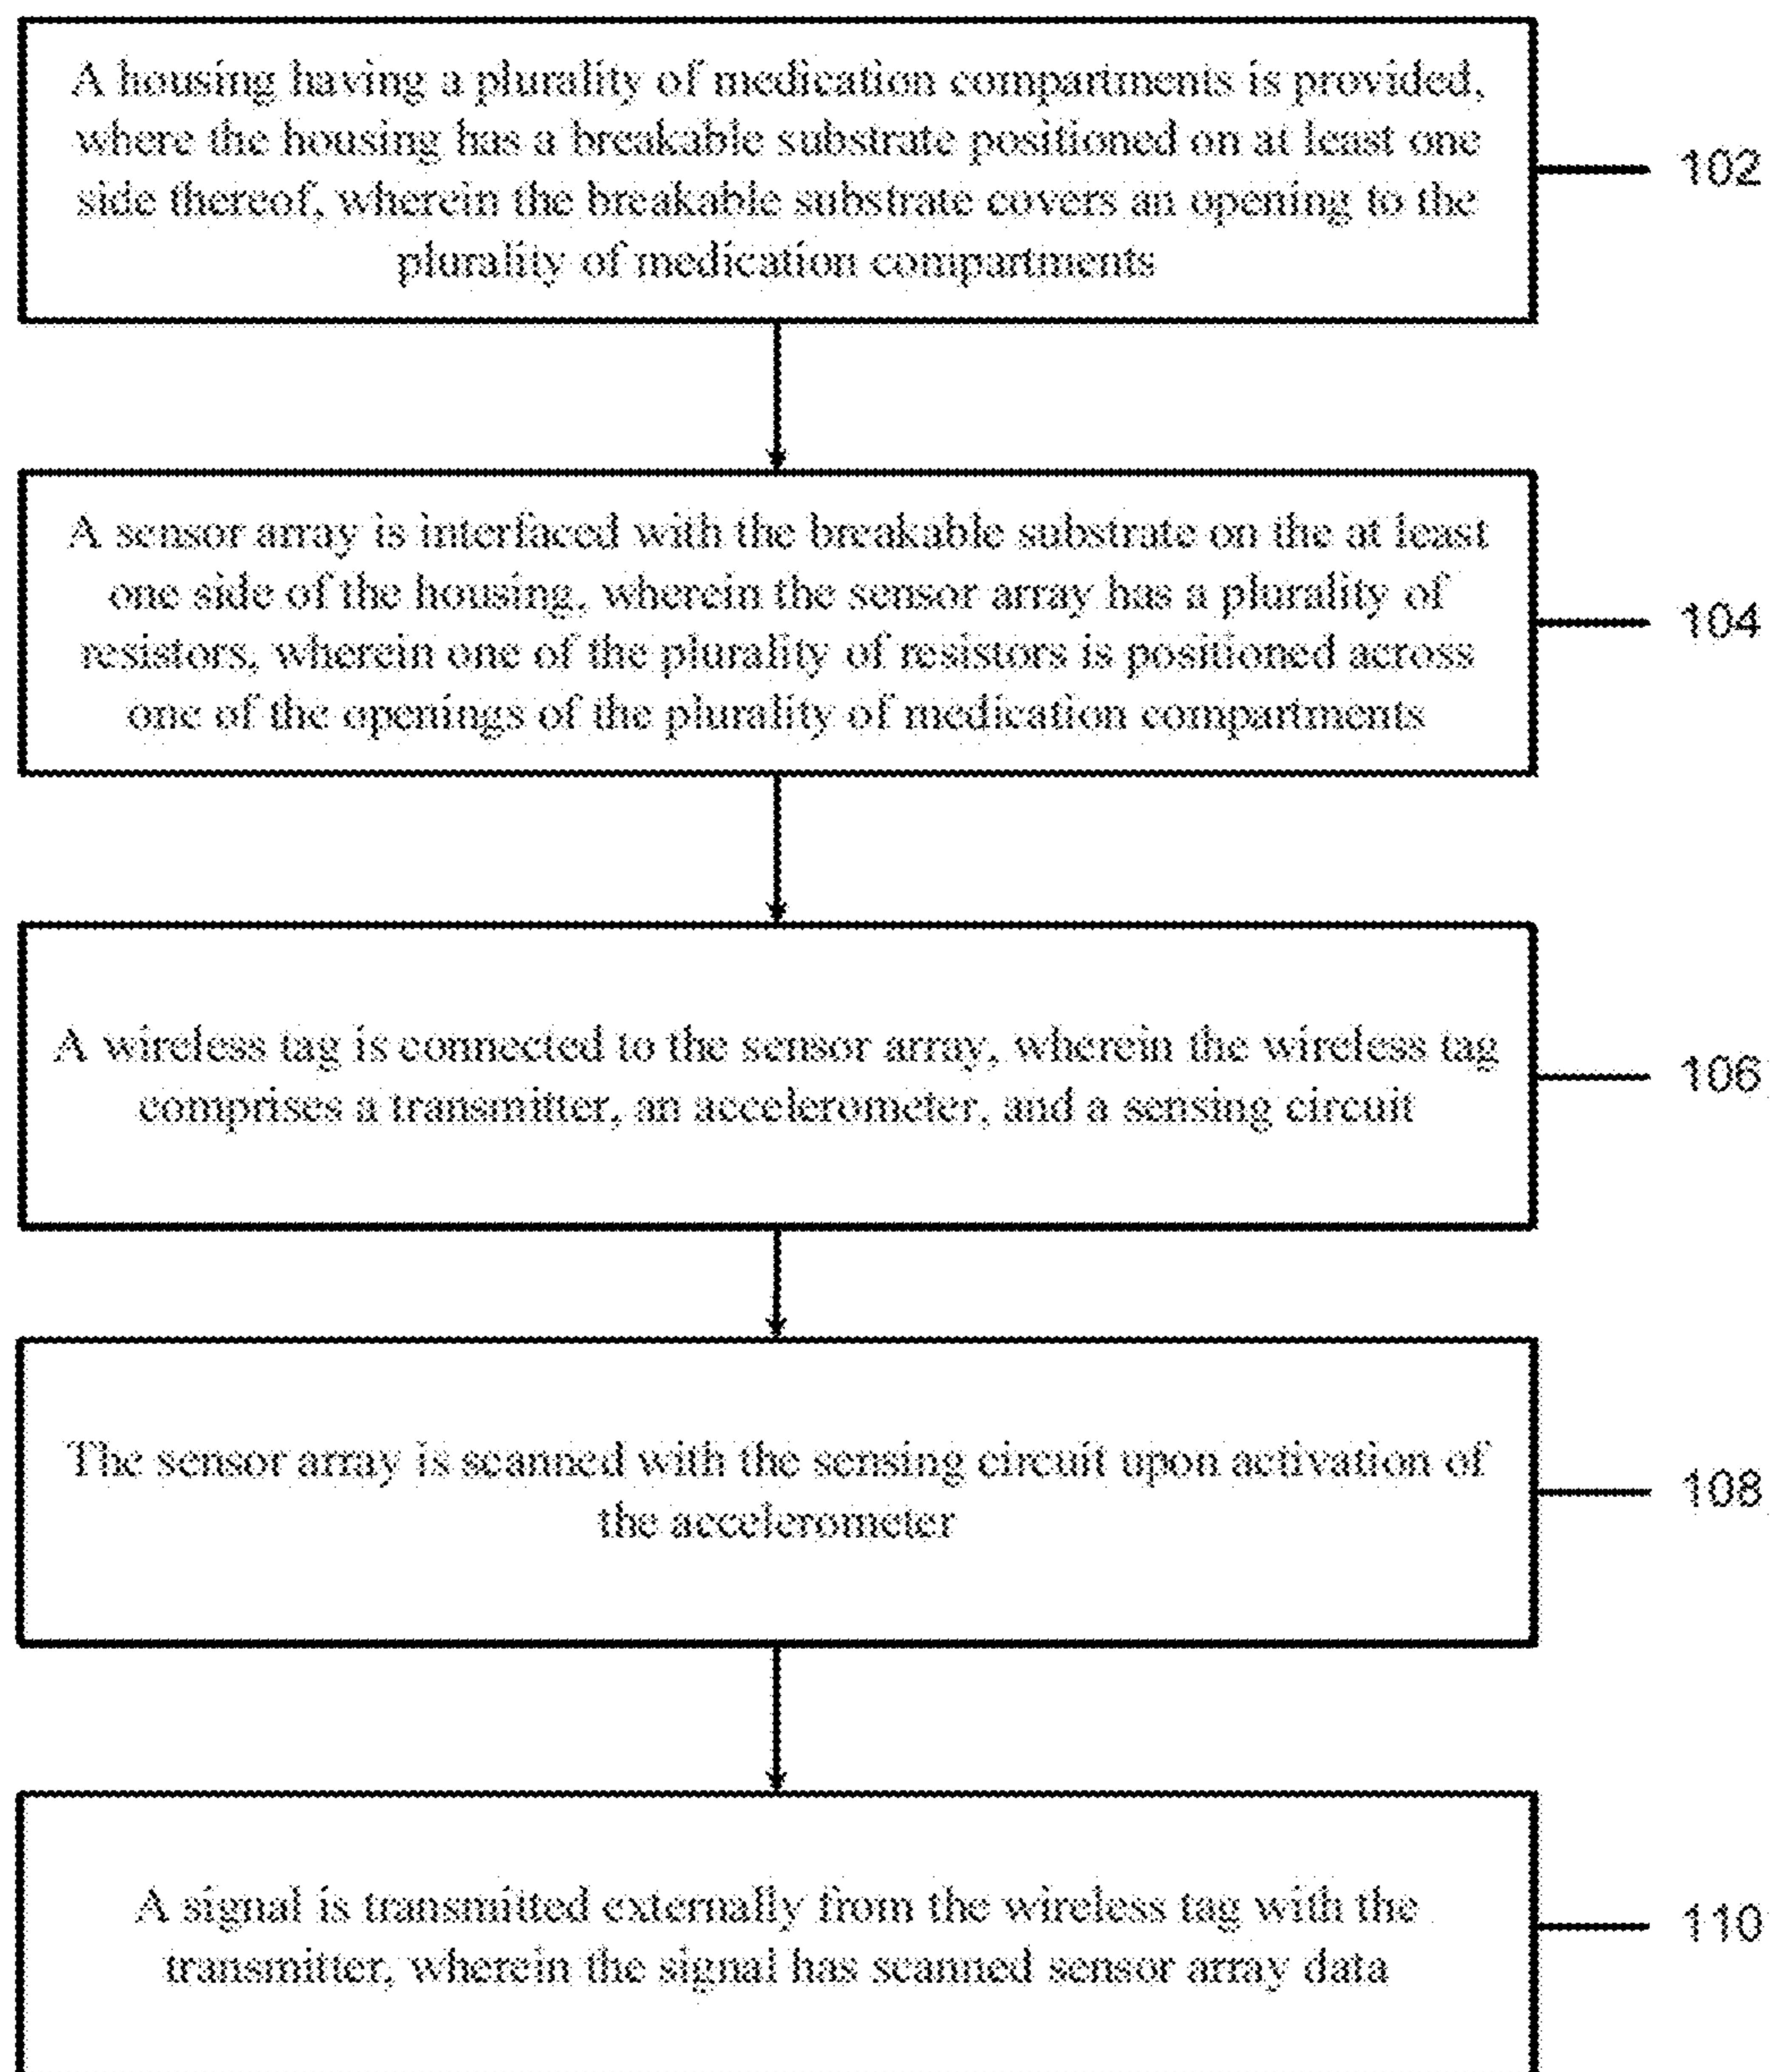 A housing having a plurality of medication compartments is provided,
where the housing has a breakable substrate positioned on at least one
side thereof, wherein the breakable substrate covers an opening to the
plurality of medication compartments
102
A sensor array is interfaced with the breakable substrate on the at least
one side of the housing, wherein the sensor array has a plurality of
resistors, wherein one of the plurality of resistors is positioned across
one of the openings of the plurality of medication compartments
104
A wireless tag is connected to the sensor array, wherein the wireless tag
comprises a transmitter, an accelerometer, and a sensing circuit
106
The sensor array is scanned with the sensing circuit upon activation of
the accelerometer
108
A signal is transmitted externally from the wireless tag with the
transmitter, wherein the signal has scanned sensor array data
110